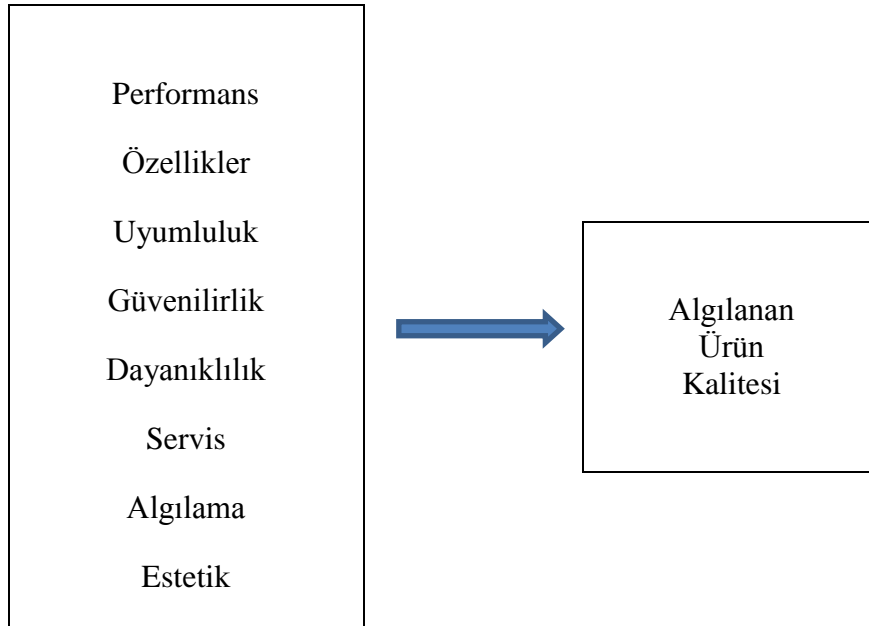 Performans
Özellikler
Uyumluluk
Güvenilirlik
Dayanıklılık
Servis
Algılama
Estetik
Algılanan
Ürün
Kalitesi